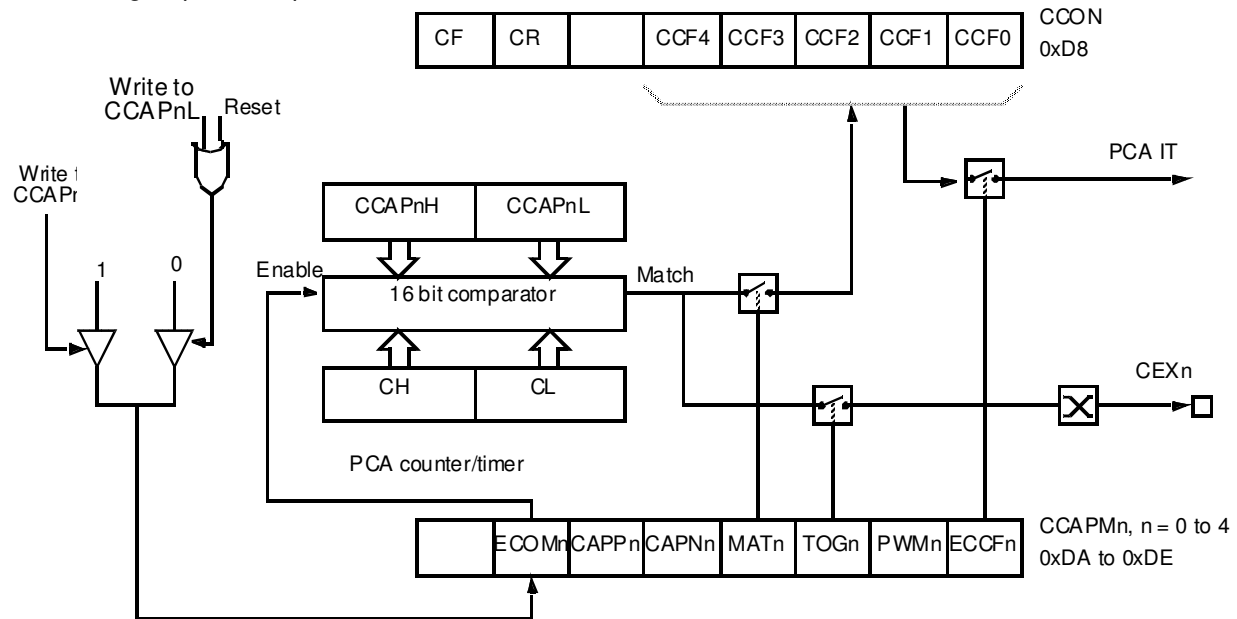 CF CR CCF4 CCF3 CCF2 CCF1 CCF0
CCON
0xD8
Write to
CCAPnL
Reset
Write
PCA IT
CCAPnH CCAPnL
1
0
Enable
16 bit comparator
Match
CH CL
CEXn
PCA counter/timer
ECOMn CAPPn CAPNn MATn TOGn PWMn ECCFn
CCAPMn, n = 0 to 4
0xDA to 0xDE